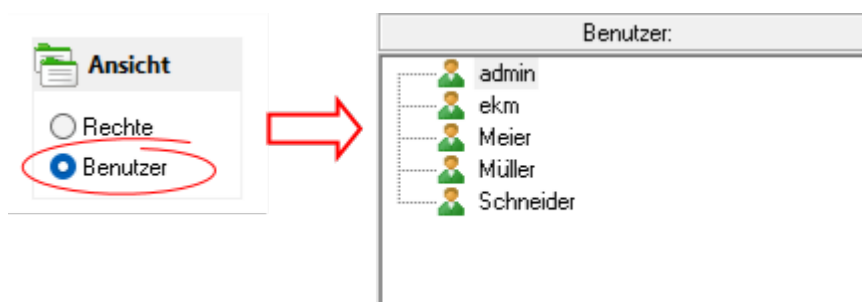 Ansicht
Rechte
Benutzer
Benutzer:
admin
ekm
Meier
Müller
Schneider